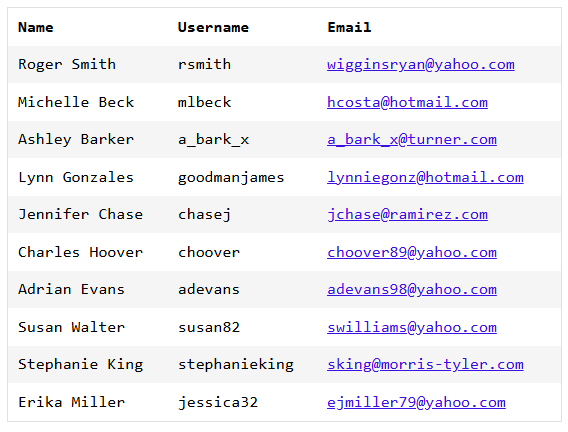 Name Username Email
Roger Smith rsmith wigginsryan@yahoo.com
Michelle Beck mlbeck hcosta@hotmail.com
Ashley Barker a_bark_x a_bark_x@turner.com
Lynn Gonzales goodmanjames lynniegonz@hotmail.com
Jennifer Chase chasej jchase@ramirez.com
Charles Hoover choover choover89@yahoo.com
Adrian Evans adevans adevans98@yahoo.com
Susan Walter susan82 swilliams@yahoo.com
Stephanie King stephanieking sking@morris-tyler.com
Erika Miller jessica32 ejmiller79@yahoo.com